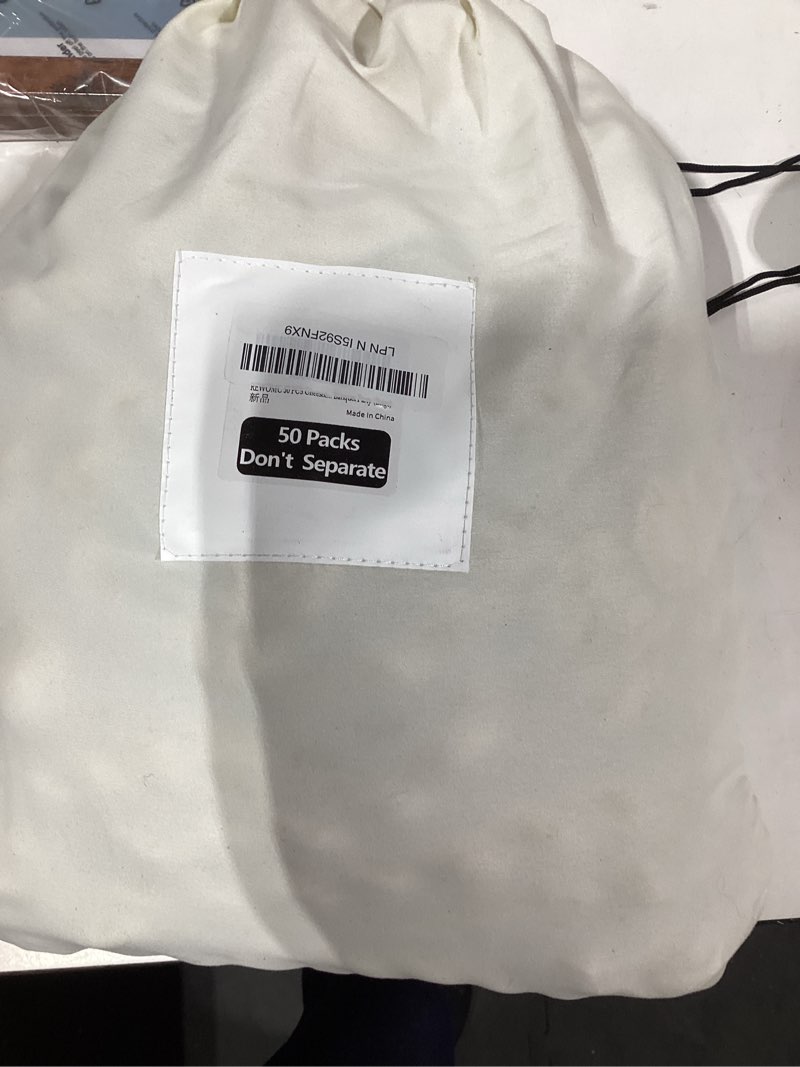 LPN N I5S92FNX9
新品
Made in China
50 Packs
Don't Separate